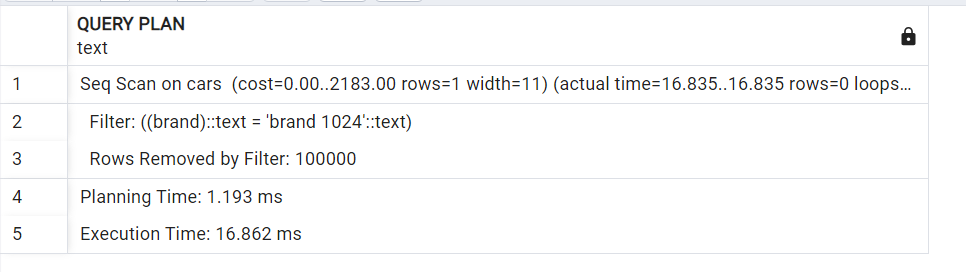 QUERY PLAN
text
1 Seq Scan on cars (cost=0.00..2183.00 rows=1 width=11) (actual time=16.835..16.835 rows=0 loops...
2 Filter: ((brand)::text = 'brand 1024'::text)
3 Rows Removed by Filter: 100000
4 Planning Time: 1.193 ms
5 Execution Time: 16.862 ms